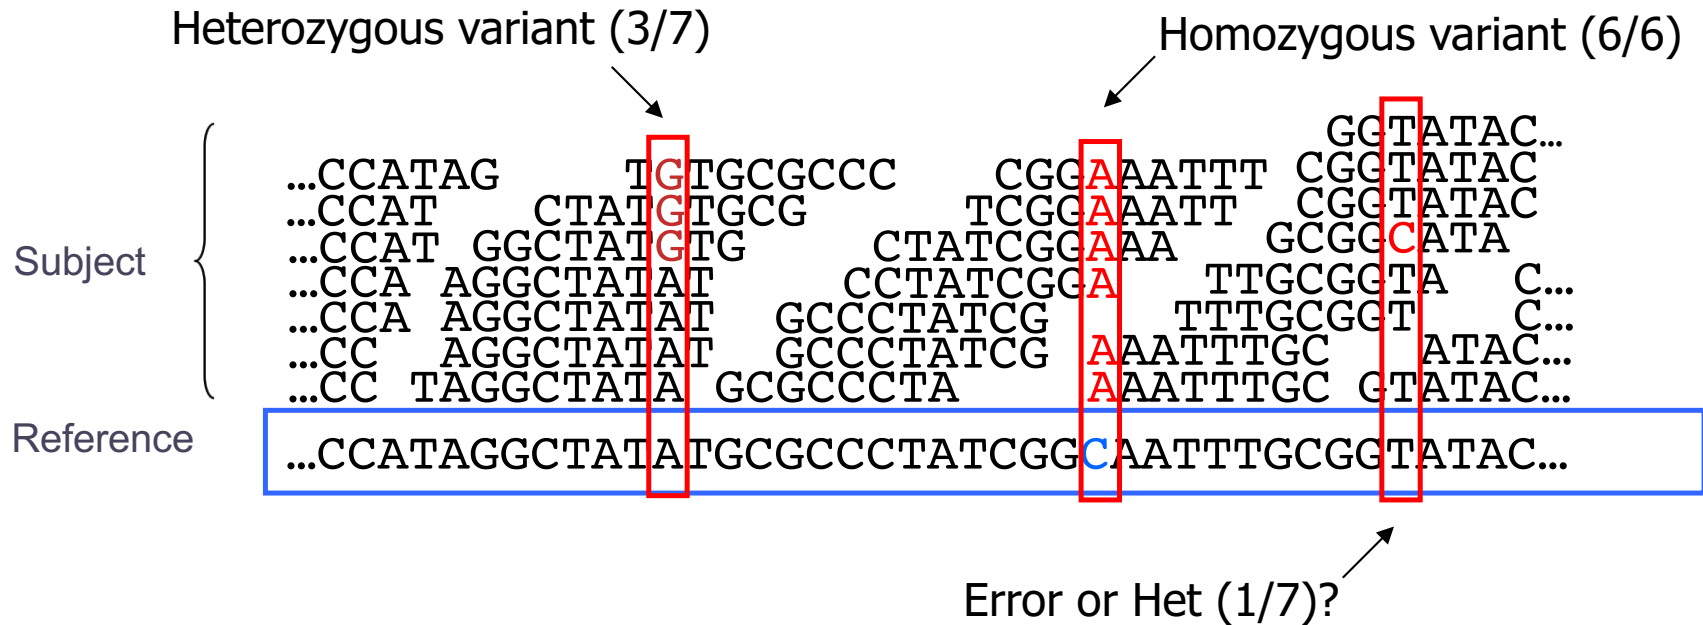 Heterozygous variant (3/7)
Homozygous variant (6/6)
GGTATAC…
…CCATAG TGTGCGCCC CGGAAATTT CGGTATAC
…CCAT CTATGTGCG TCGGAAATT CGGTATAC
…CCAT GGCTATGTG CTATCGGAAA GCGGCATA
Subject
…CCA AGGCTATAT CCTATCGGA TTGCGGTA C…
…CCA AGGCTATAT GCCCTATCG TTTGCGGT C…
…CC AGGCTATAT GCCCTATCG AAATTTGC ATAC…
…CC TAGGCTATA GCGCCCTA AAATTTGC GTATAC…
Reference
…CCATAGGCTATATGCGCCCTATCGGCAATTTGCGGTATAC…
Error or Het (1/7)?